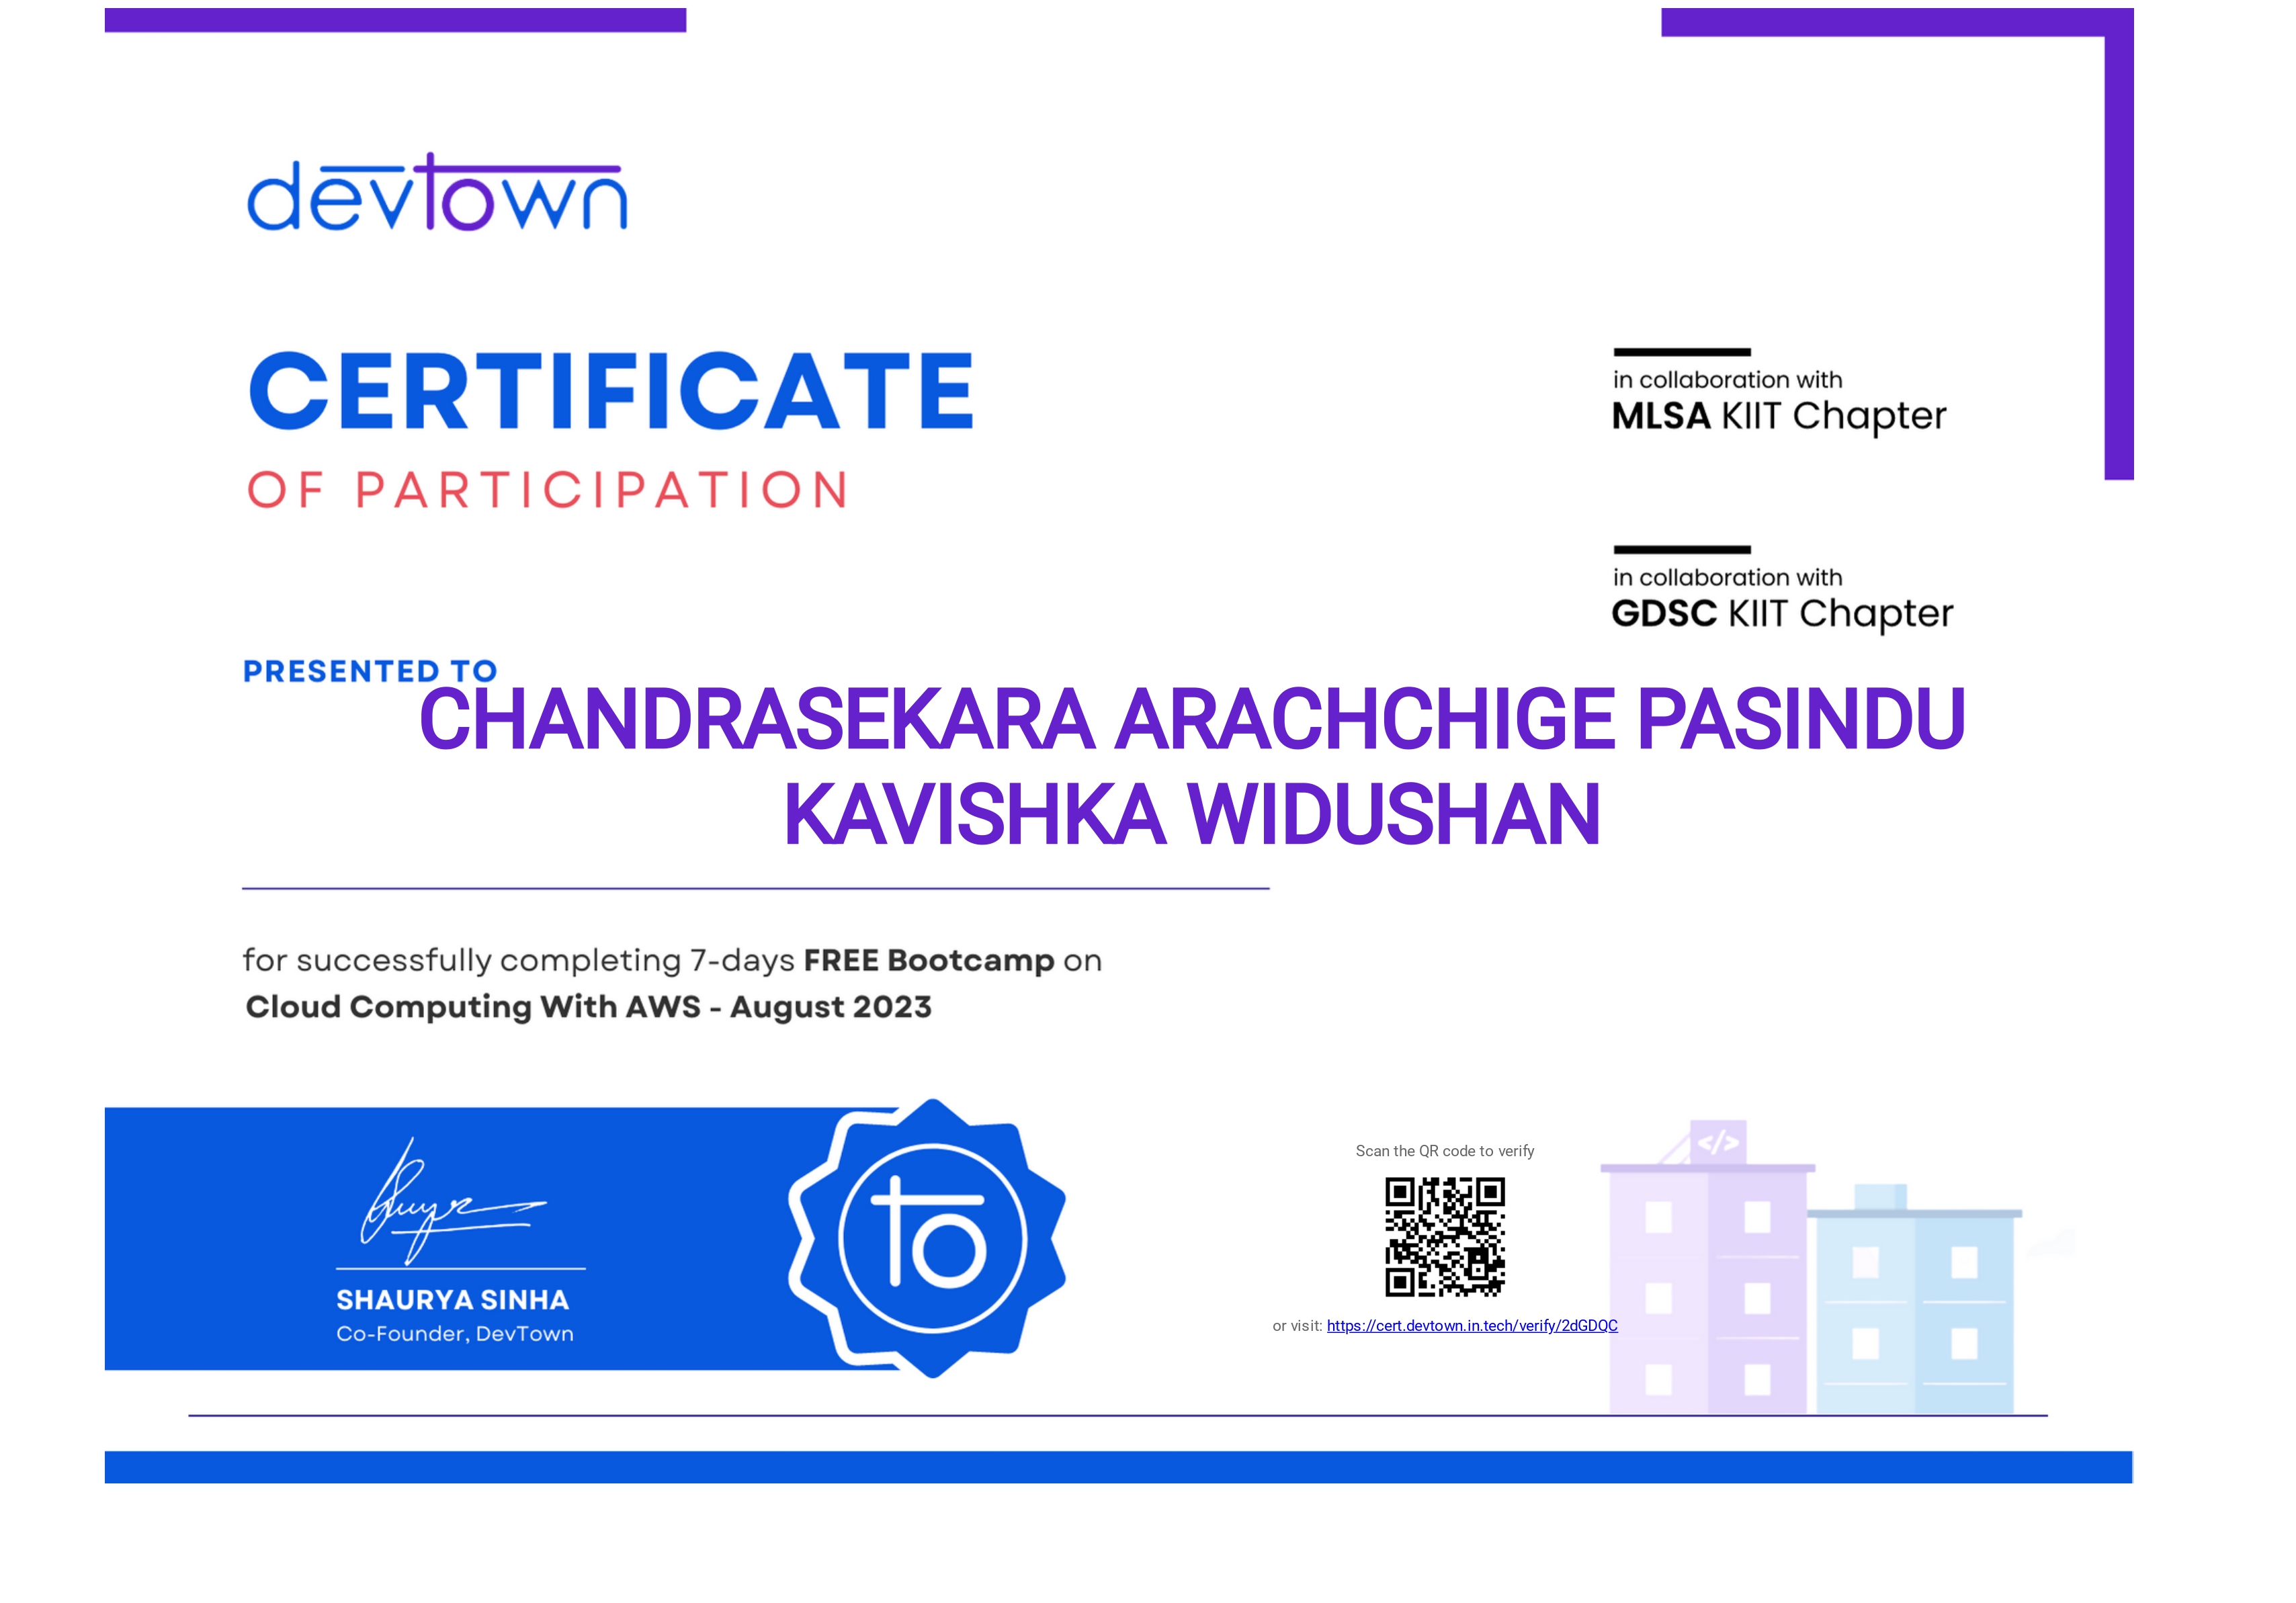 devtown
CERTIFICATE
OF PARTICIPATION
in collaboration with
MLSA KIIT Chapter
in collaboration with
GDSC KIIT Chapter
PRESENTED TO
CHANDRASEKARA ARACHCHIGE PASINDU
KAVISHKA WIDUSHAN
for successfully completing 7-days FREE Bootcamp on
Cloud Computing With AWS - August 2023
SHAURYA SINHA
Co-Founder, DevTown
to
Scan the QR code to verify
or visit: https://cert.devtown.in.tech/verify/2dGDQC
</>